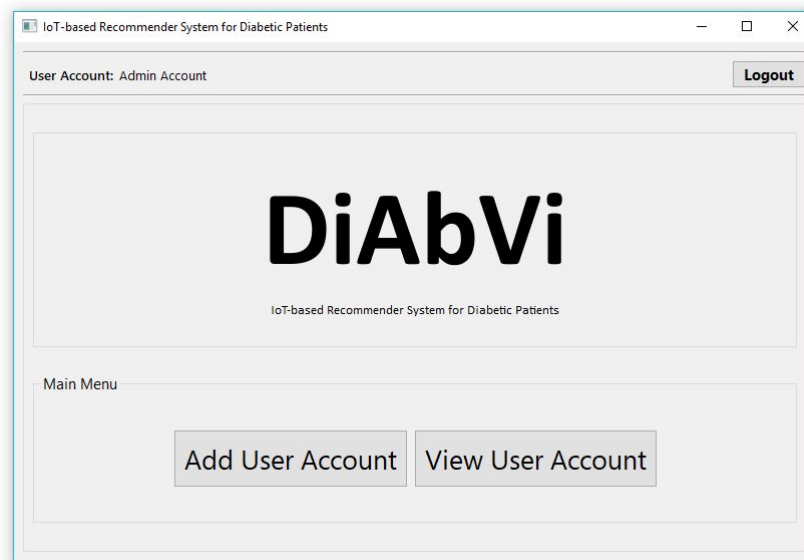 IoT-based Recommender System for Diabetic Patients
User Account: Admin Account
Logout
DiAbVi
IoT-based Recommender System for Diabetic Patients
Main Menu
Add User Account View User Account